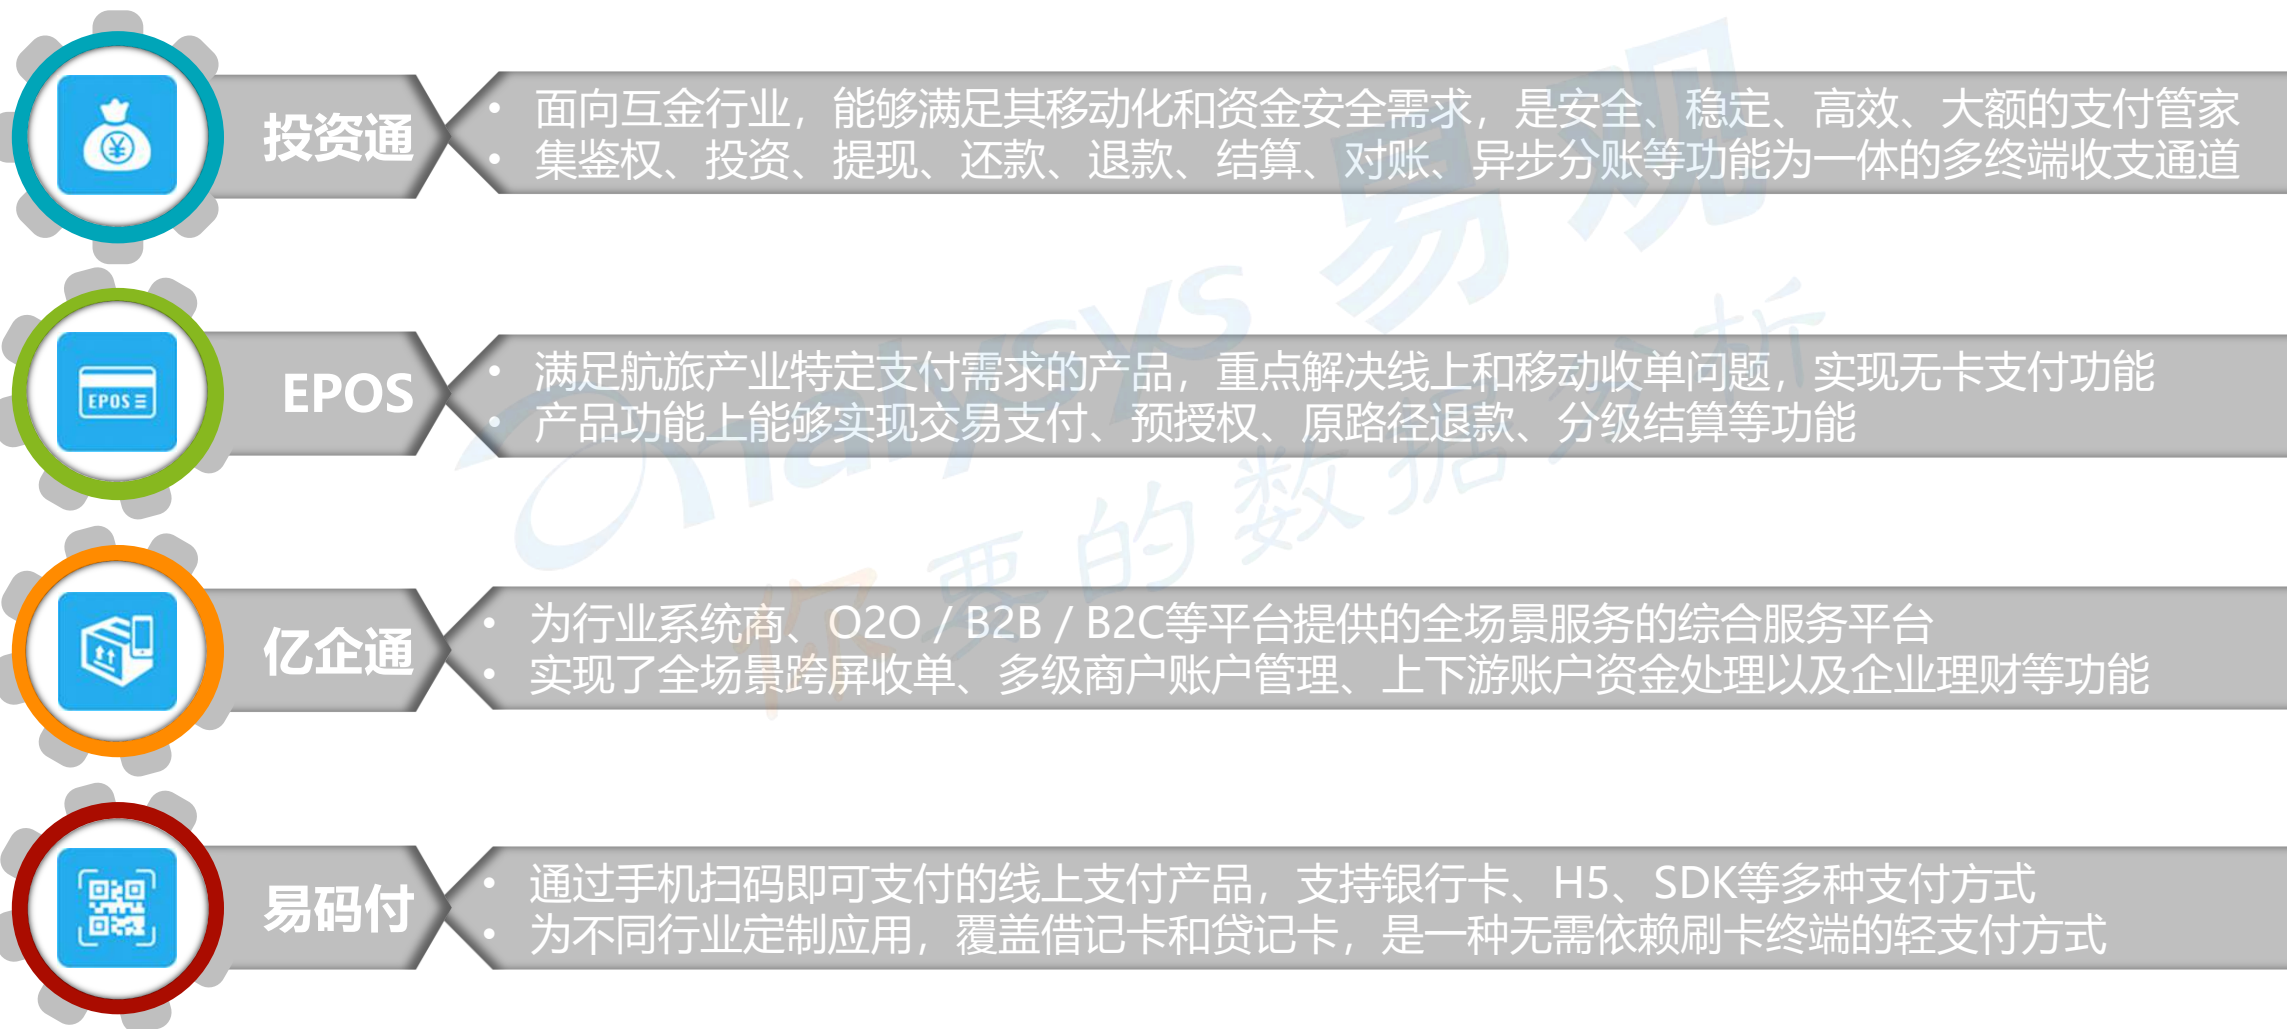 投资通
• 面向互金行业，能够满足其移动化和资金安全需求，是安全、稳定、高效、大额的支付管家
• 集鉴权、投资、提现、还款、退款、结算、对账、异步分账等功能为一体的多终端收支通道
EPOS
EPOS
• 满足航旅产业特定支付需求的产品，重点解决线上和移动收单问题，实现无卡支付功能
• 产品功能上能够实现交易支付、预授权、原路径退款、分级结算等功能
亿企通
• 为行业系统商、O2O / B2B / B2C等平台提供的全场景服务的综合服务平台
• 实现了全场景跨屏收单、多级商户账户管理、上下游账户资金处理以及企业理财等功能
易码付
• 通过手机扫码即可支付的线上支付产品，支持银行卡、H5、SDK等多种支付方式
• 为不同行业定制应用，覆盖借记卡和贷记卡，是一种无需依赖刷卡终端的轻支付方式
analysys 易观
你要的数据分析